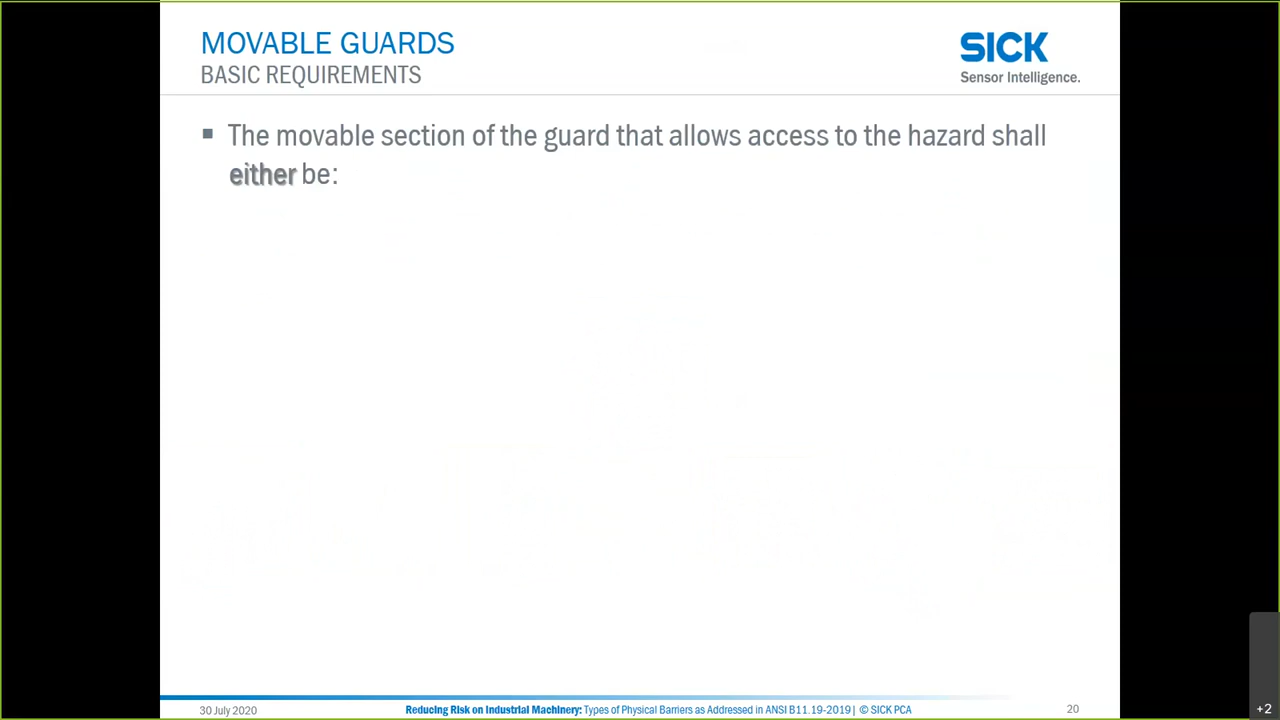 MOVABLE GUARDS
BASIC REQUIREMENTS
SICK
Sensor Intelligence.
▪ The movable section of the guard that allows access to the hazard shall
either be:
30 July 2020
Reducing Risk on Industrial Machinery: Types of Physical Barriers as Addressed in ANSI B11.19-2019 | © SICK PCA
20
+2